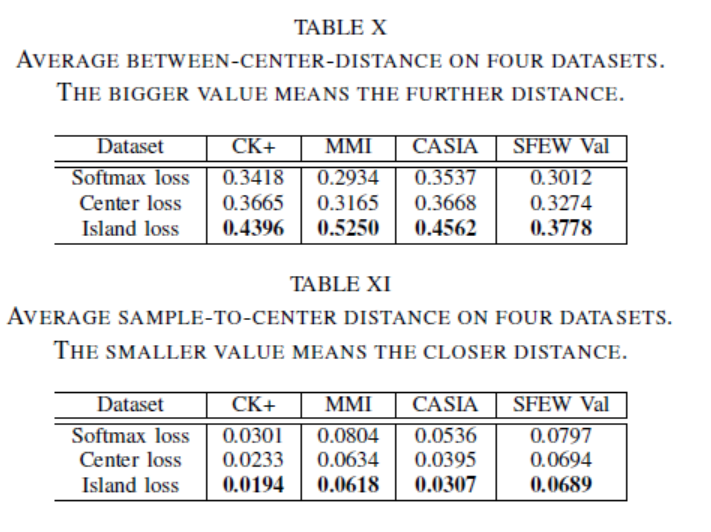 TABLE X
AVERAGE BETWEEN-CENTER-DISTANCE ON FOUR DATASETS.
THE BIGGER VALUE MEANS THE FURTHER DISTANCE.
Dataset CK+ MMI CASIA SFEW Val
Softmax loss 0.3418 0.2934 0.3537 0.3012
Center loss 0.3665 0.3165 0.3668 0.3274
Island loss 0.4396 0.5250 0.4562 0.3778
TABLE XI
AVERAGE SAMPLE-TO-CENTER DISTANCE ON FOUR DATASETS.
THE SMALLER VALUE MEANS THE CLOSER DISTANCE.
Dataset CK+ MMI CASIA SFEW Val
Softmax loss 0.0301 0.0804 0.0536 0.0797
Center loss 0.0233 0.0634 0.0395 0.0694
Island loss 0.0194 0.0618 0.0307 0.0689